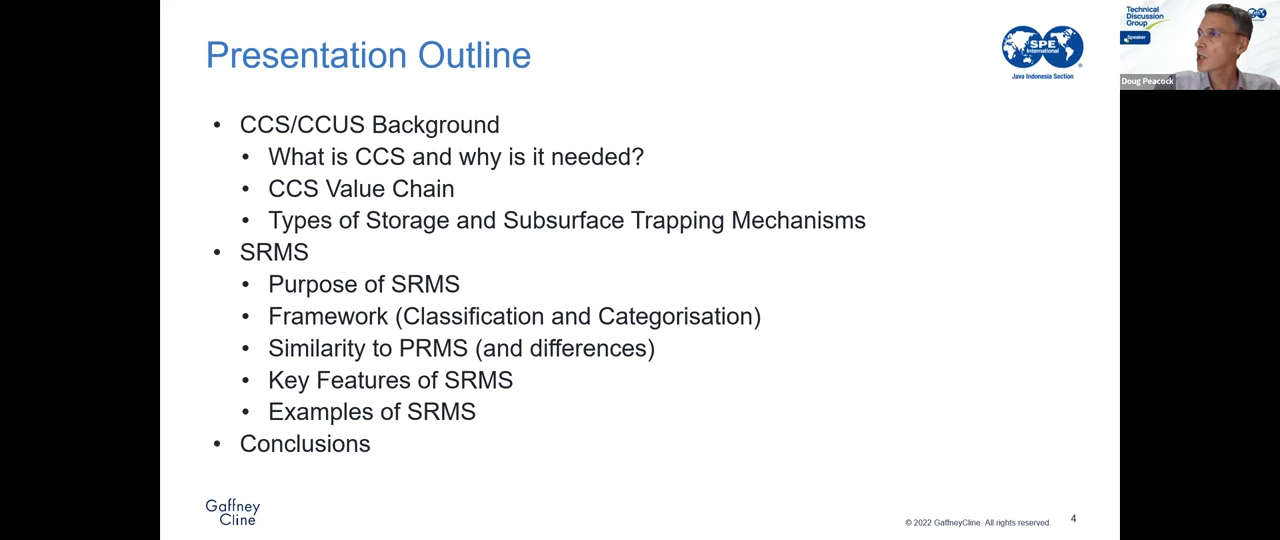 Presentation Outline
SPE
International
®
Java Indonesia Section
• CCS/CCUS Background
• What is CCS and why is it needed?
• CCS Value Chain
• Types of Storage and Subsurface Trapping Mechanisms
• SRMS
• Purpose of SRMS
• Framework (Classification and Categorisation)
• Similarity to PRMS (and differences)
• Key Features of SRMS
• Examples of SRMS
• Conclusions
Gaffney
Cline
© 2022 GaffneyCline. All rights reserved.
4
Technical
Discussion
Group
Speaker
Doug Peacock